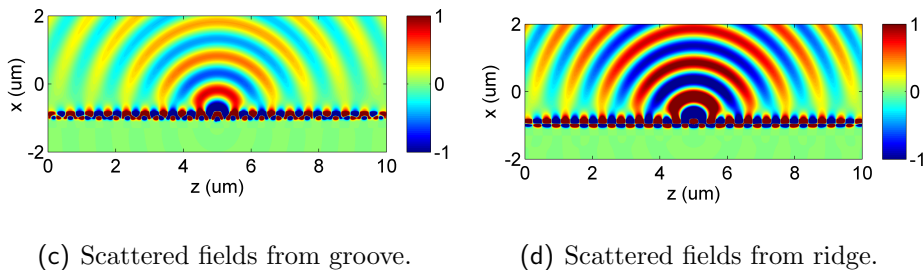 2
0
-2
x (um)
0 2 4 6 8 10
z (um)
1
0
-1
2
0
-2
x (um)
0 2 4 6 8 10
z (um)
1
0
-1
(c) Scattered fields from groove.
(d) Scattered fields from ridge.